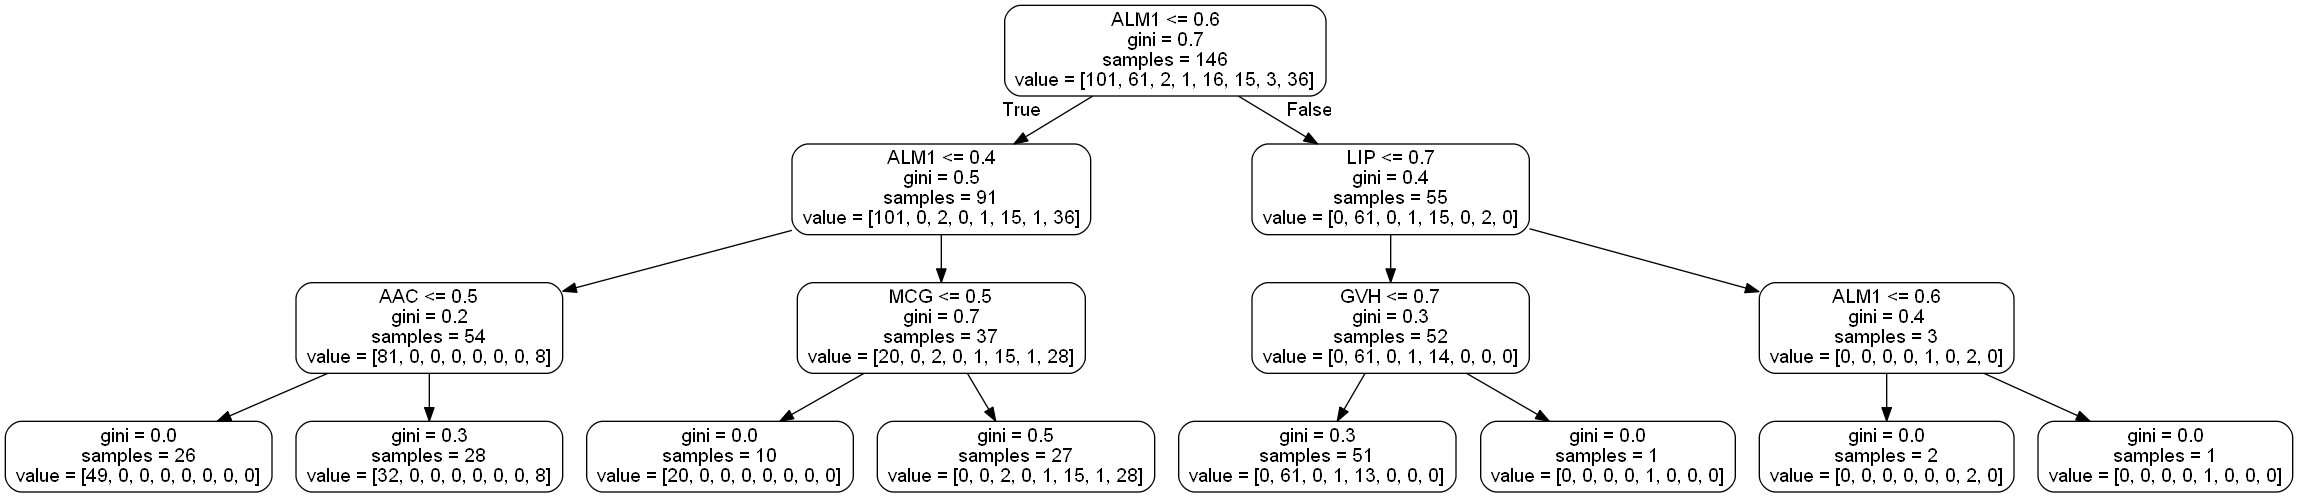 ALM1 <= 0.6
gini = 0.7
samples = 146
value = [101, 61, 2, 1, 16, 15, 3, 36]
True
False
ALM1 <= 0.4
gini = 0.5
samples = 91
value = [101, 0, 2, 0, 1, 15, 1, 36]
LIP <= 0.7
gini = 0.4
samples = 55
value = [0, 61, 0, 1, 15, 0, 2, 0]
AAC <= 0.5
gini = 0.2
samples = 54
value = [81, 0, 0, 0, 0, 0, 0, 8]
MCG <= 0.5
gini = 0.7
samples = 37
value = [20, 0, 2, 0, 1, 15, 1, 28]
GVH <= 0.7
gini = 0.3
samples = 52
value = [0, 61, 0, 1, 14, 0, 0, 0]
ALM1 <= 0.6
gini = 0.4
samples = 3
value = [0, 0, 0, 0, 1, 0, 2, 0]
gini = 0.0
samples = 26
value = [49, 0, 0, 0, 0, 0, 0, 0]
gini = 0.3
samples = 28
value = [32, 0, 0, 0, 0, 0, 0, 8]
gini = 0.0
samples = 10
value = [20, 0, 0, 0, 0, 0, 0, 0]
gini = 0.5
samples = 27
value = [0, 0, 2, 0, 1, 15, 1, 28]
gini = 0.3
samples = 51
value = [0, 61, 0, 1, 13, 0, 0, 0]
gini = 0.0
samples = 1
value = [0, 0, 0, 0, 1, 0, 0, 0]
gini = 0.0
samples = 2
value = [0, 0, 0, 0, 0, 0, 2, 0]
gini = 0.0
samples = 1
value = [0, 0, 0, 0, 1, 0, 0, 0]